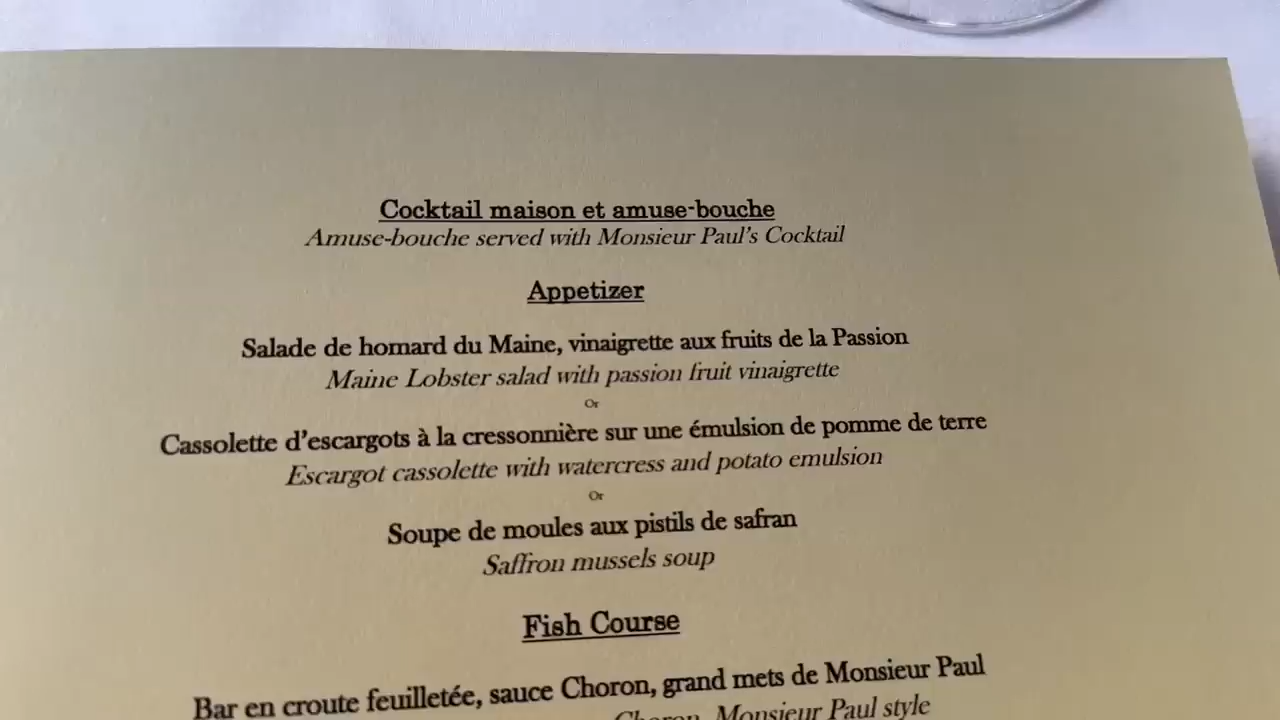 Cocktail maison et amuse-bouche
Amuse-bouche served with Monsieur Paul's Cocktail
Appetizer
Salade de homard du Maine, vinaigrette aux fruits de la Passion
Maine Lobster salad with passion fruit vinaigrette
Or
Cassolette d'escargots à la cressonnière sur une émulsion de pomme de terre
Escargot cassolette with watercress and potato emulsion
Or
Soupe de moules aux pistils de safran
Saffron mussels soup
Fish Course
Bar en croute feuilletée, sauce Choron, grand mets de Monsieur Paul
Choron, Monsieur Paul style